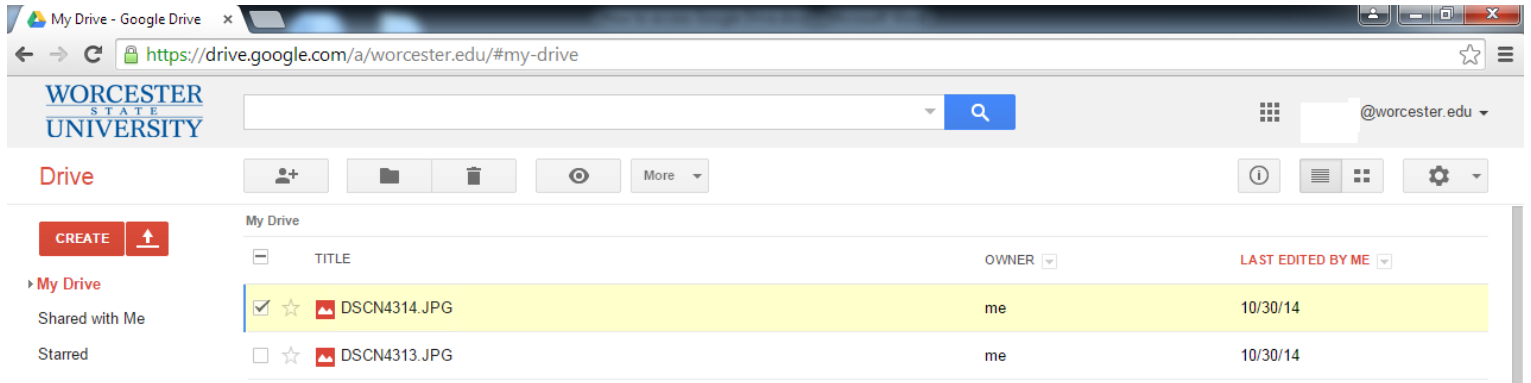 My Drive - Google Drive
https://drive.google.com/a/worcester.edu/#my-drive
WORCESTER
STATE
UNIVERSITY
@worcester.edu
Drive
More
My Drive
CREATE
TITLE OWNER LAST EDITED BY ME
My Drive
DSCN4314.JPG me 10/30/14
Shared with Me
DSCN4313.JPG me 10/30/14
Starred